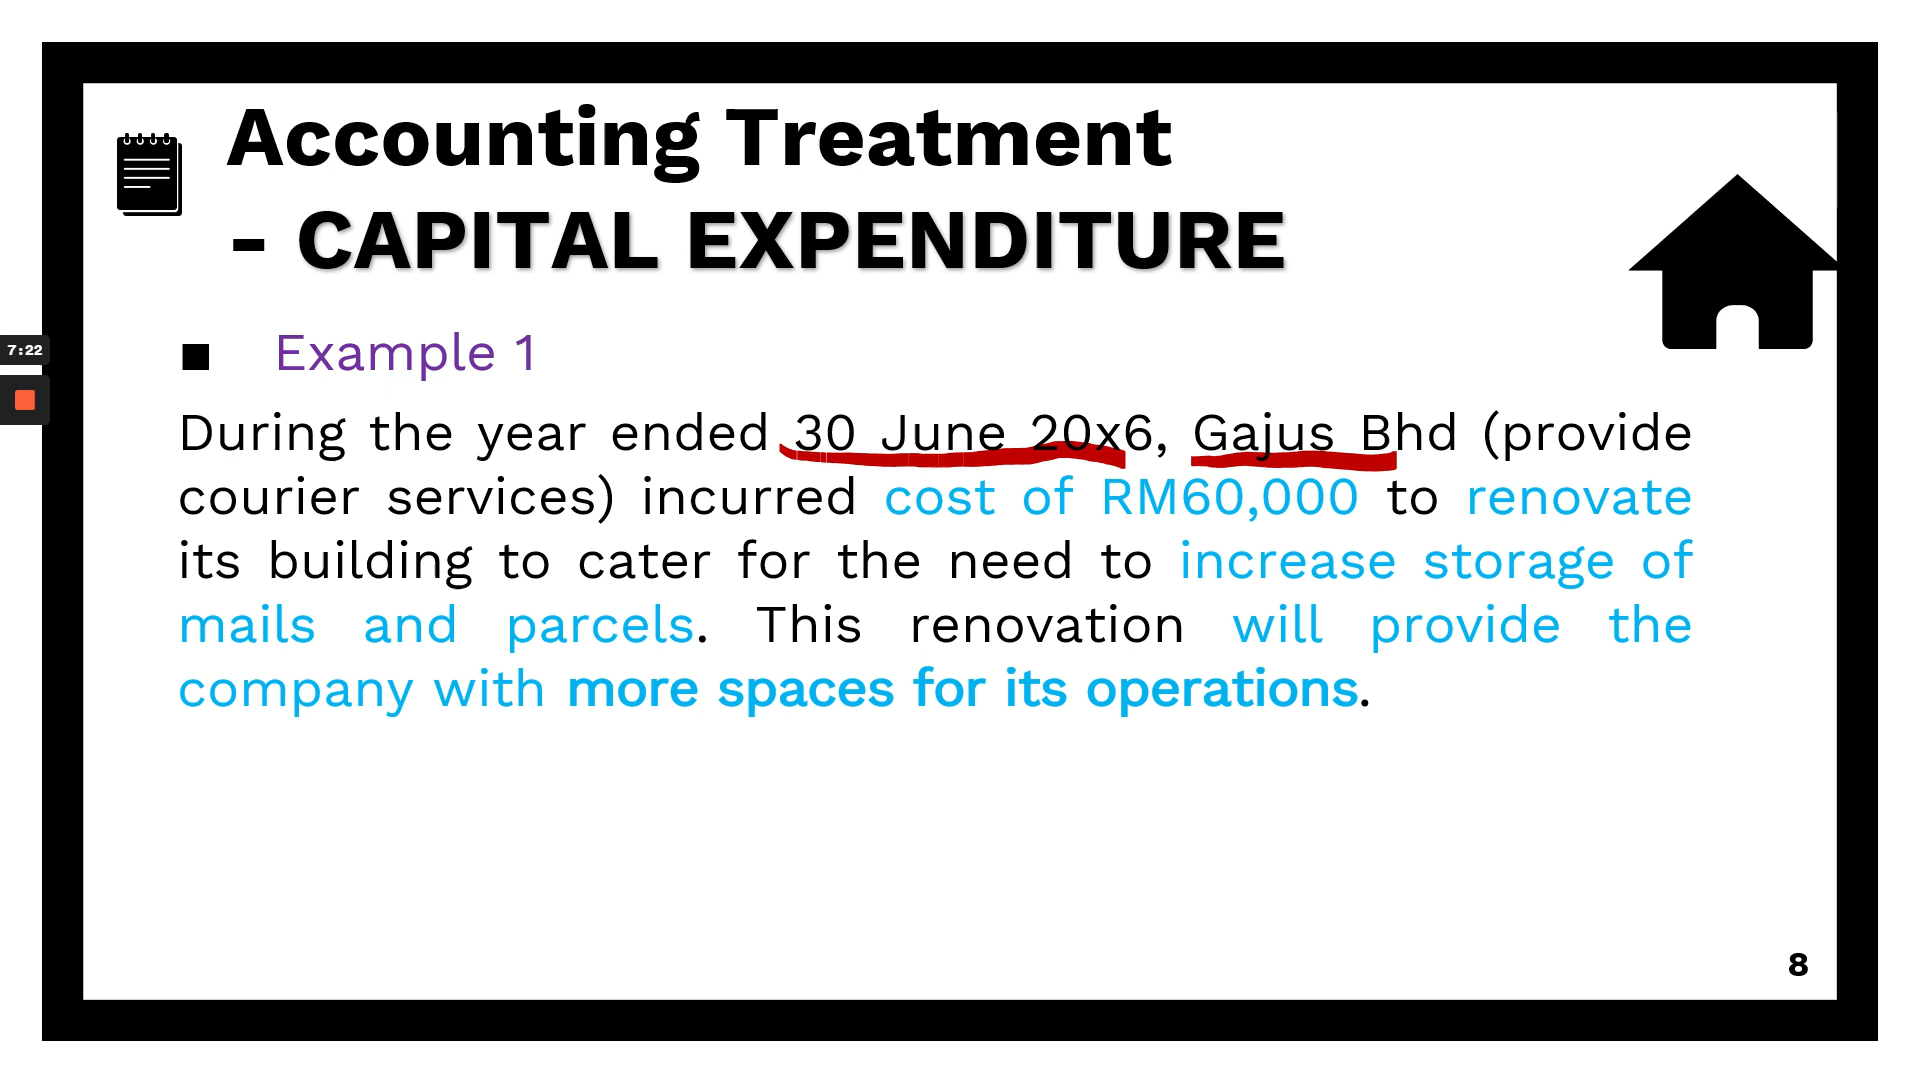 Accounting Treatment
- CAPITAL EXPENDITURE
7:22
■ Example 1
During the year ended 30 June 20x6, Gajus Bhd (provide
courier services) incurred cost of RM60,000 to renovate
its building to cater for the need to increase storage of
mails and parcels. This renovation will provide the
company with more spaces for its operations.
8